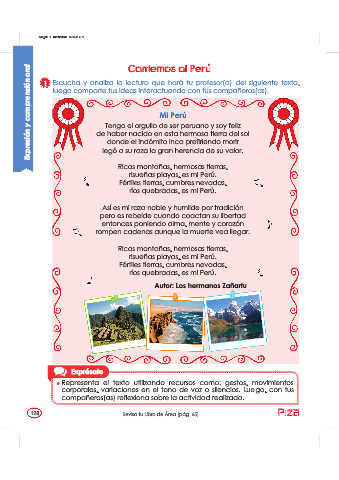 Cantemos al Perú
1 Escucha y analiza la lectura que hará tu profesor(a) del siguiente texto,
luego comparte tus ideas interactuando con tus compañeros(as).
Expresión y comprensión oral
Mi Perú
Tengo el orgullo de ser peruano y soy feliz
de haber nacido en esta hermosa tierra del sol
donde el indómito inca prefiriendo morir
legó a su raza la gran herencia de su valor.
Ricas montañas, hermosas tierras,
risueñas playas, es mi Perú.
Fértiles tierras, cumbres nevadas,
ríos quebradas, es mi Perú.
Así es mi raza noble y humilde por tradición
pero es rebelde cuando coactan su libertad
entonces poniendo alma, mente y corazón
rompen cadenas aunque la muerte vea llegar.
Ricas montañas, hermosas tierras,
risueñas playas, es mi Perú.
Fértiles tierras, cumbres nevadas,
ríos quebradas, es mi Perú.
Autor: Los hermanos Zañartu
Exprésalo
• Representa el texto utilizando recursos como: gestos, movimientos
corporales, variaciones en el tono de voz o silencios. Luego, con tus
compañeros(as) reflexiona sobre la actividad realizada.
128
Revisa tu Libro de Área (pág. 65)